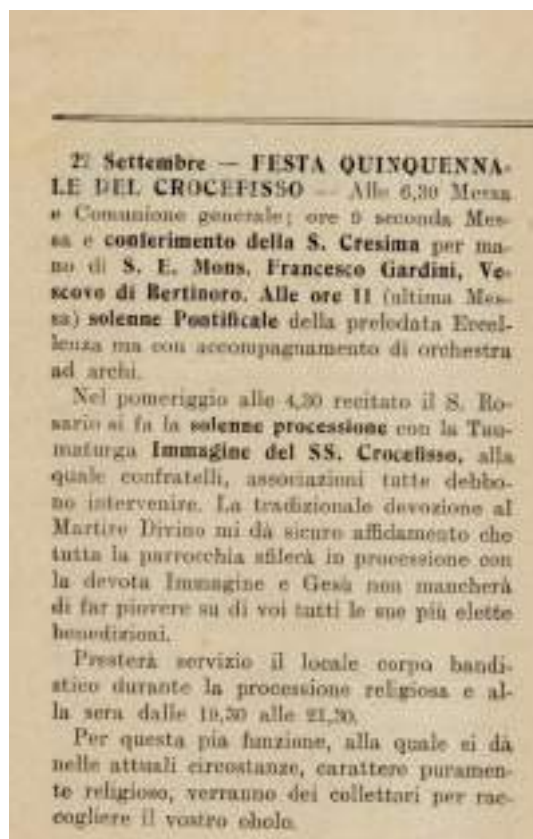 22 Settembre — FESTA QUINQUENNA-
LE DEL CROCEFISSO — Alle 6,30 Messa
e Comunione generale; ore 9 seconda Mes-
sa e conferimento della S. Cresima per ma-
no di S. E. Mons. Francesco Gardini, Ve-
scovo di Bertinoro. Alle ore 11 (ultima Mes-
sa) solenne Pontificale della prelodata Eccel-
lenza ma con accompagnamento di orchestra
ad archi.
Nel pomeriggio alle 4,30 recitato il S. Ro-
sario si fa la solenne processione con la Tau-
maturga Immagine del SS. Crocefisso, alla
quale confratelli, associazioni tutte debbo-
no intervenire. La tradizionale devozione al
Martire Divino mi dà sicuro affidamento che
tutta la parrocchia sfilerà in processione con
la devota Immagine e Gesù non mancherà
di far piovere su di voi tutti le sue più elette
benedizioni.
Presterà servizio il locale corpo bandi-
stico durante la processione religiosa e al-
la sera dalle 19,30 alle 21,30.
Per questa pia funzione, alla quale si dà
nelle attuali circostanze, carattere puramen-
te religioso, verranno dei collettari per rac-
cogliere il vostro obolo.